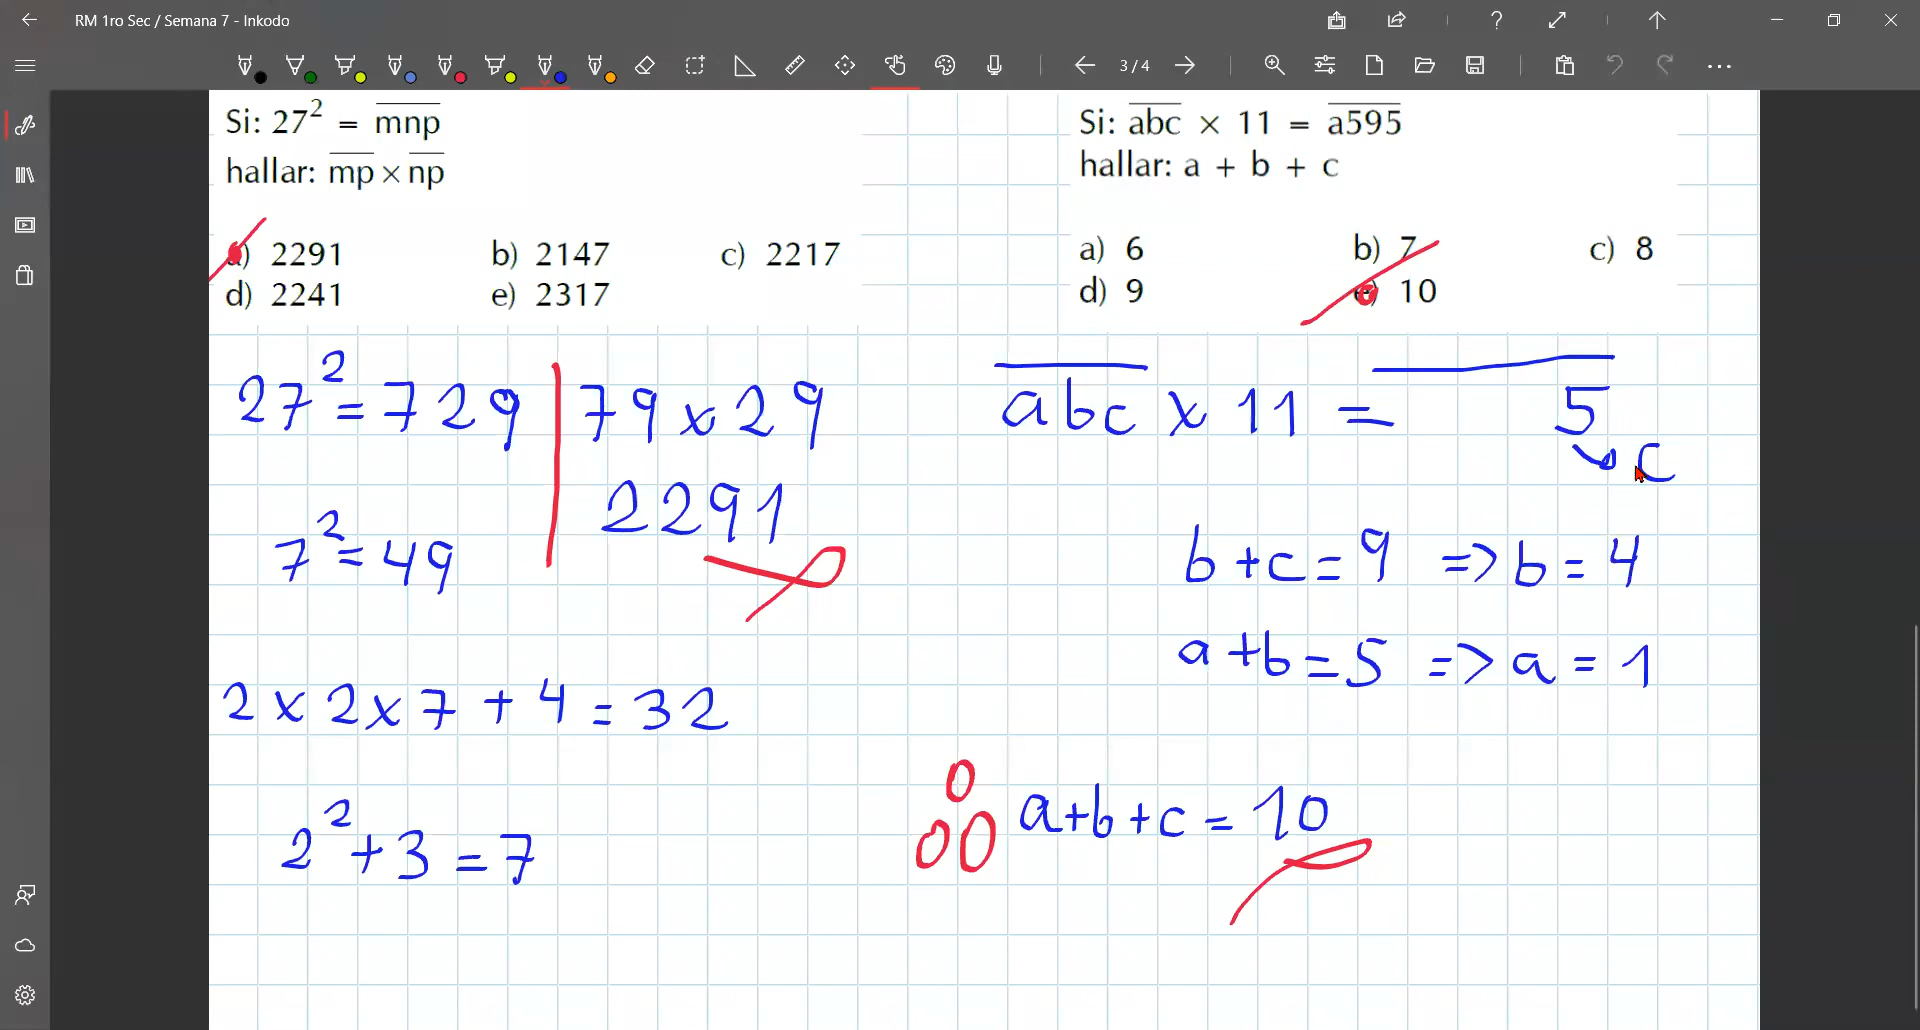 RM 1ro Sec / Semana 7 - Inkodo
3 / 4
Si: 27² = mnp
hallar: mp × np
a) 2291 b) 2147 c) 2217
d) 2241 e) 2317
27² = 729 79 x 29
2291
7² = 49
2 x 2 x 7 + 4 = 32
2² + 3 = 7
Si: abc × 11 = a595
hallar: a + b + c
a) 6 b) 7 c) 8
d) 9 e) 10
abc x 11 = 5
c
b + c = 9 => b = 4
a + b = 5 => a = 1
a + b + c = 10